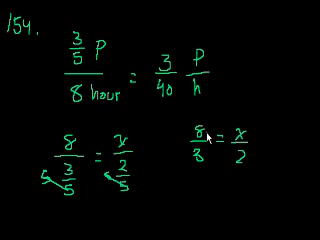 154.
3/5 P / 8 hour = 3/40 P/h
8 / (3/5) = x / (2/5)
8/3 = x/2
5 5